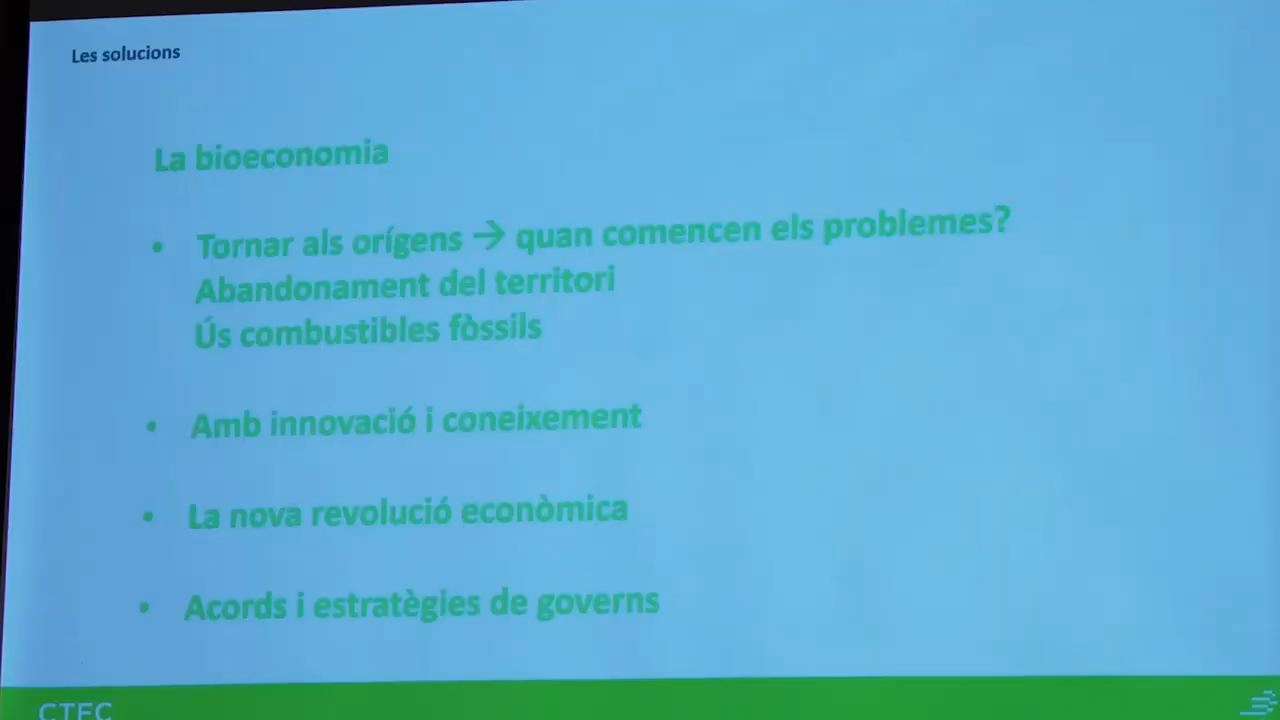 Les solucions
La bioeconomia
• Tornar als orígens → quan comencen els problemes?
Abandonament del territori
Ús combustibles fòssils
• Amb innovació i coneixement
• La nova revolució econòmica
• Acords i estratègies de governs
CTFC